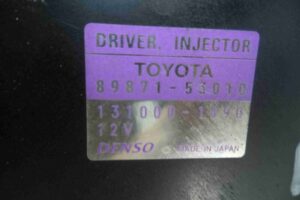 DRIVER, INJECTOR
TOYOTA
89871-53010
12V
DENSO MADE IN JAPAN